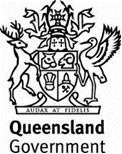 AUDAX AT FIDELIS
Queensland
Government